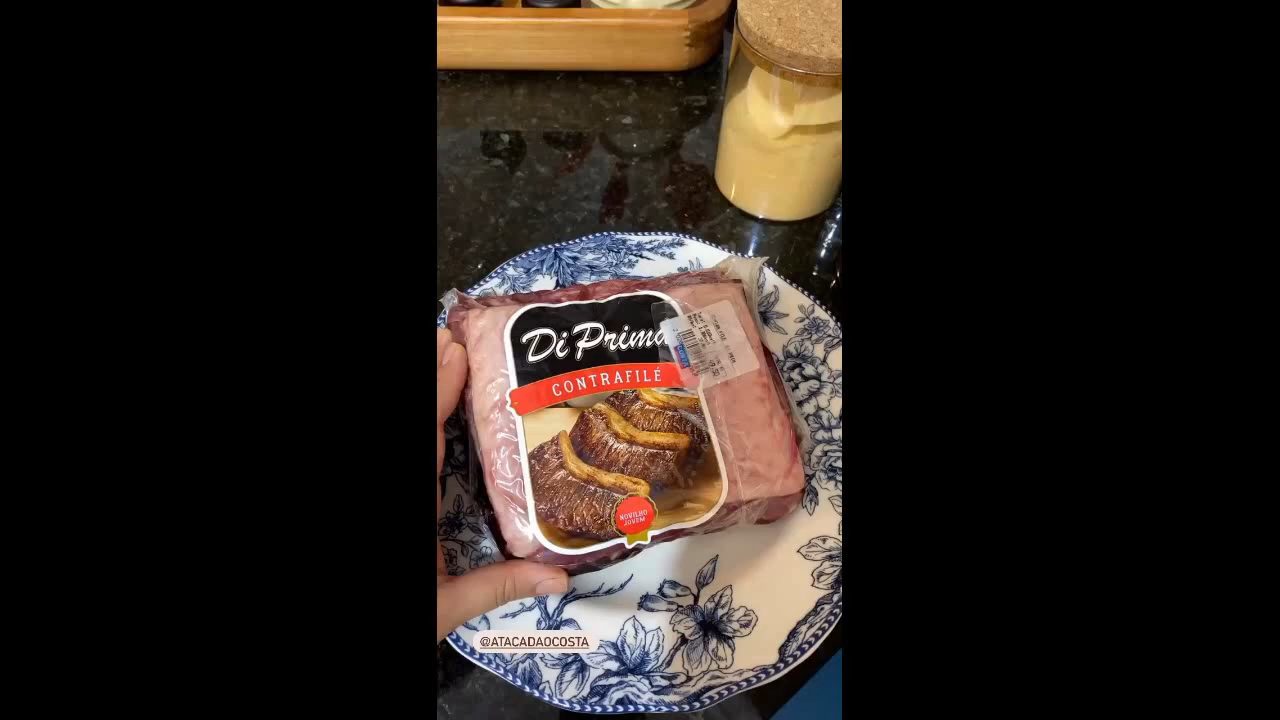 Di Prima
CONTRAFILÉ
NOVILHO
JOVEM
@ATACADAOCOSTA